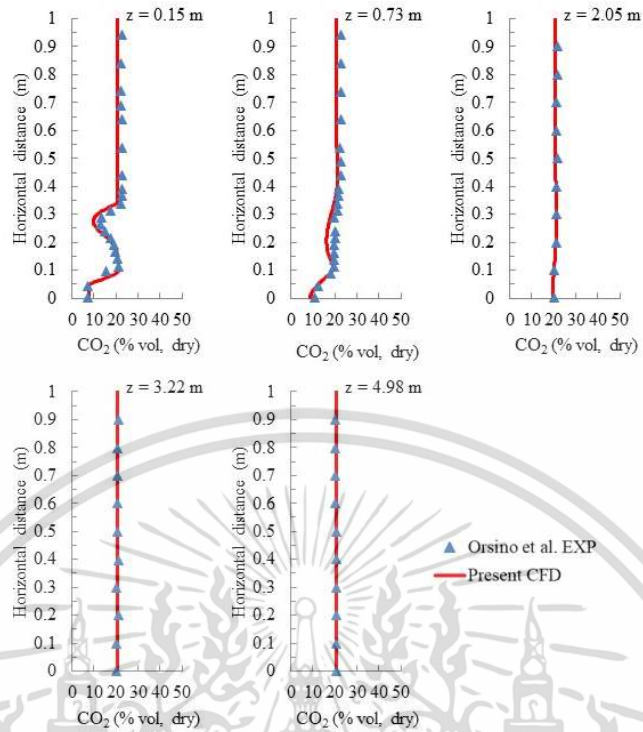 z = 0.15 m
z = 0.73 m
z = 2.05 m
Horizontal distance (m)
1
0.9
0.8
0.7
0.6
0.5
0.4
0.3
0.2
0.1
0
0 10 20 30 40 50
CO2 (% vol, dry)
Horizontal distance (m)
1
0.9
0.8
0.7
0.6
0.5
0.4
0.3
0.2
0.1
0
0 10 20 30 40 50
CO2 (% vol, dry)
Horizontal distance (m)
1
0.9
0.8
0.7
0.6
0.5
0.4
0.3
0.2
0.1
0
0 10 20 30 40 50
CO2 (% vol, dry)
z = 3.22 m
z = 4.98 m
Horizontal distance (m)
1
0.9
0.8
0.7
0.6
0.5
0.4
0.3
0.2
0.1
0
0 10 20 30 40 50
CO2 (% vol, dry)
Horizontal distance (m)
1
0.9
0.8
0.7
0.6
0.5
0.4
0.3
0.2
0.1
0
0 10 20 30 40 50
CO2 (% vol, dry)
Orsino et al. EXP
Present CFD